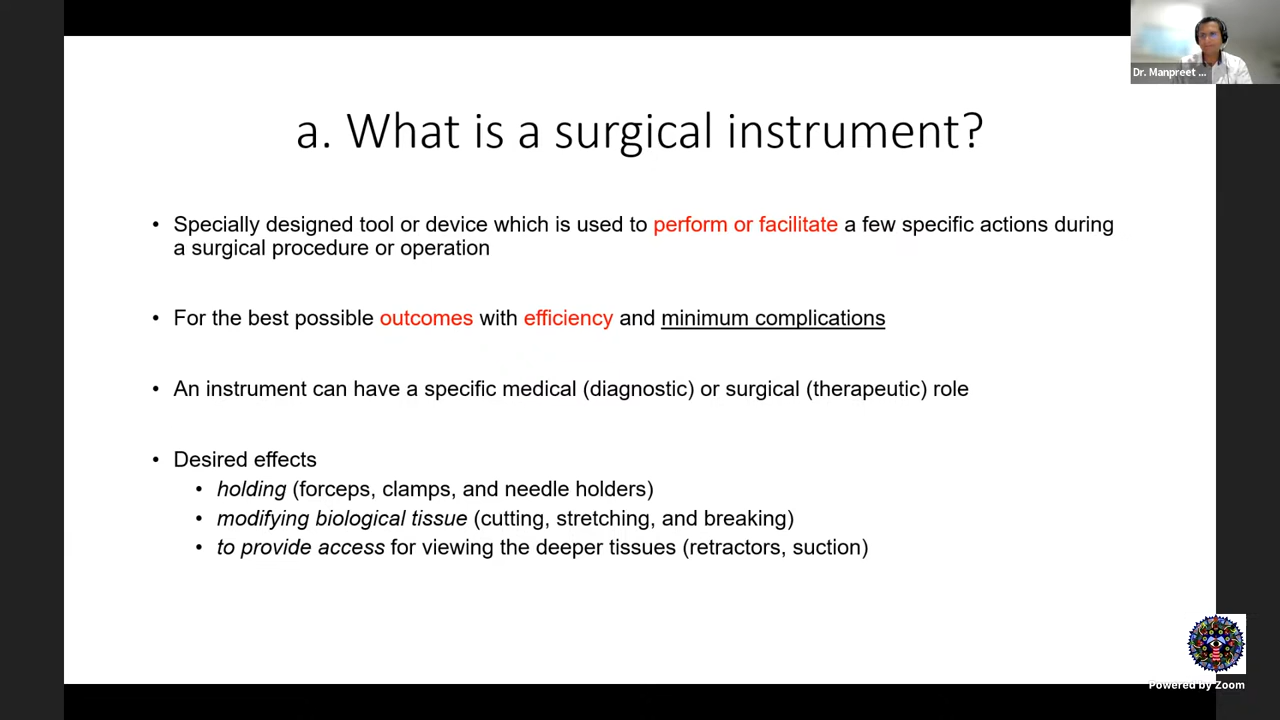 Dr. Manpreet ...
a. What is a surgical instrument?
• Specially designed tool or device which is used to perform or facilitate a few specific actions during
a surgical procedure or operation
• For the best possible outcomes with efficiency and minimum complications
• An instrument can have a specific medical (diagnostic) or surgical (therapeutic) role
• Desired effects
• holding (forceps, clamps, and needle holders)
• modifying biological tissue (cutting, stretching, and breaking)
• to provide access for viewing the deeper tissues (retractors, suction)
Powered by Zoom